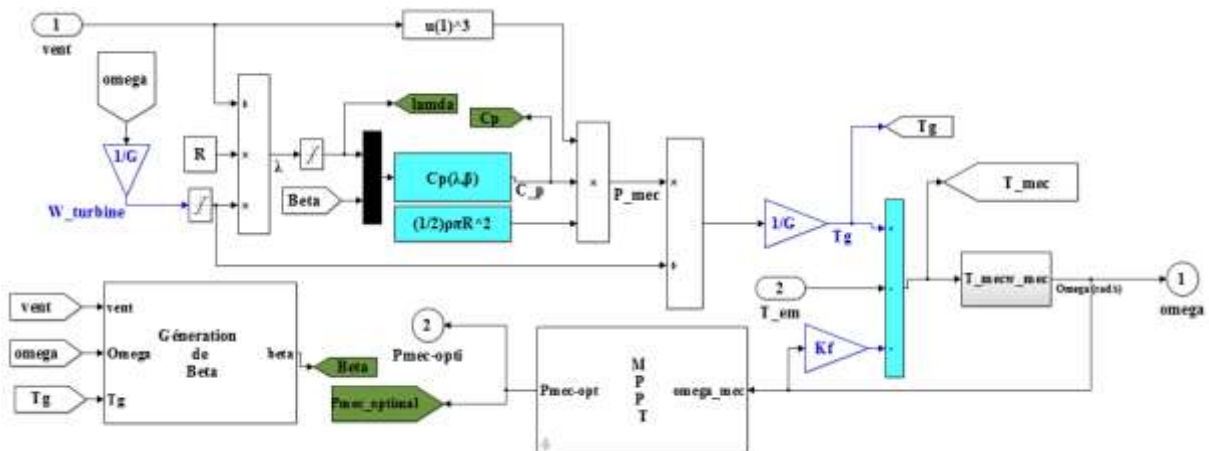 1
vent
u(1)^3
omega
1/G
W_turbine
R
λ
lamda
Cp
Beta
Cp(λ,β)
C_p
(1/2)ρπR^2
P_mec
1/G
Tg
Tg
T_mec
2
T_em
Kf
T_mecw_mec
Omega(rad/s)
1
omega
vent
omega
Tg
vent
Omega
Tg
Géneration
de
Beta
beta
Beta
2
Pmec-opti
Pmec_optimal
Pmec-opt
M
P
P
T
omega_mec